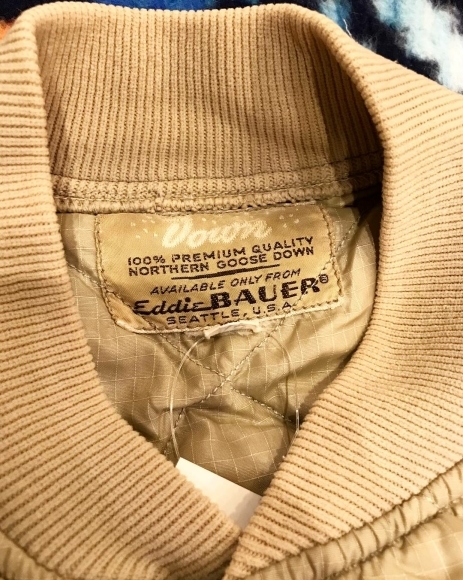 Down
100% PREMIUM QUALITY
NORTHERN GOOSE DOWN
AVAILABLE ONLY FROM
Eddie BAUER®
SEATTLE, U.S.A.